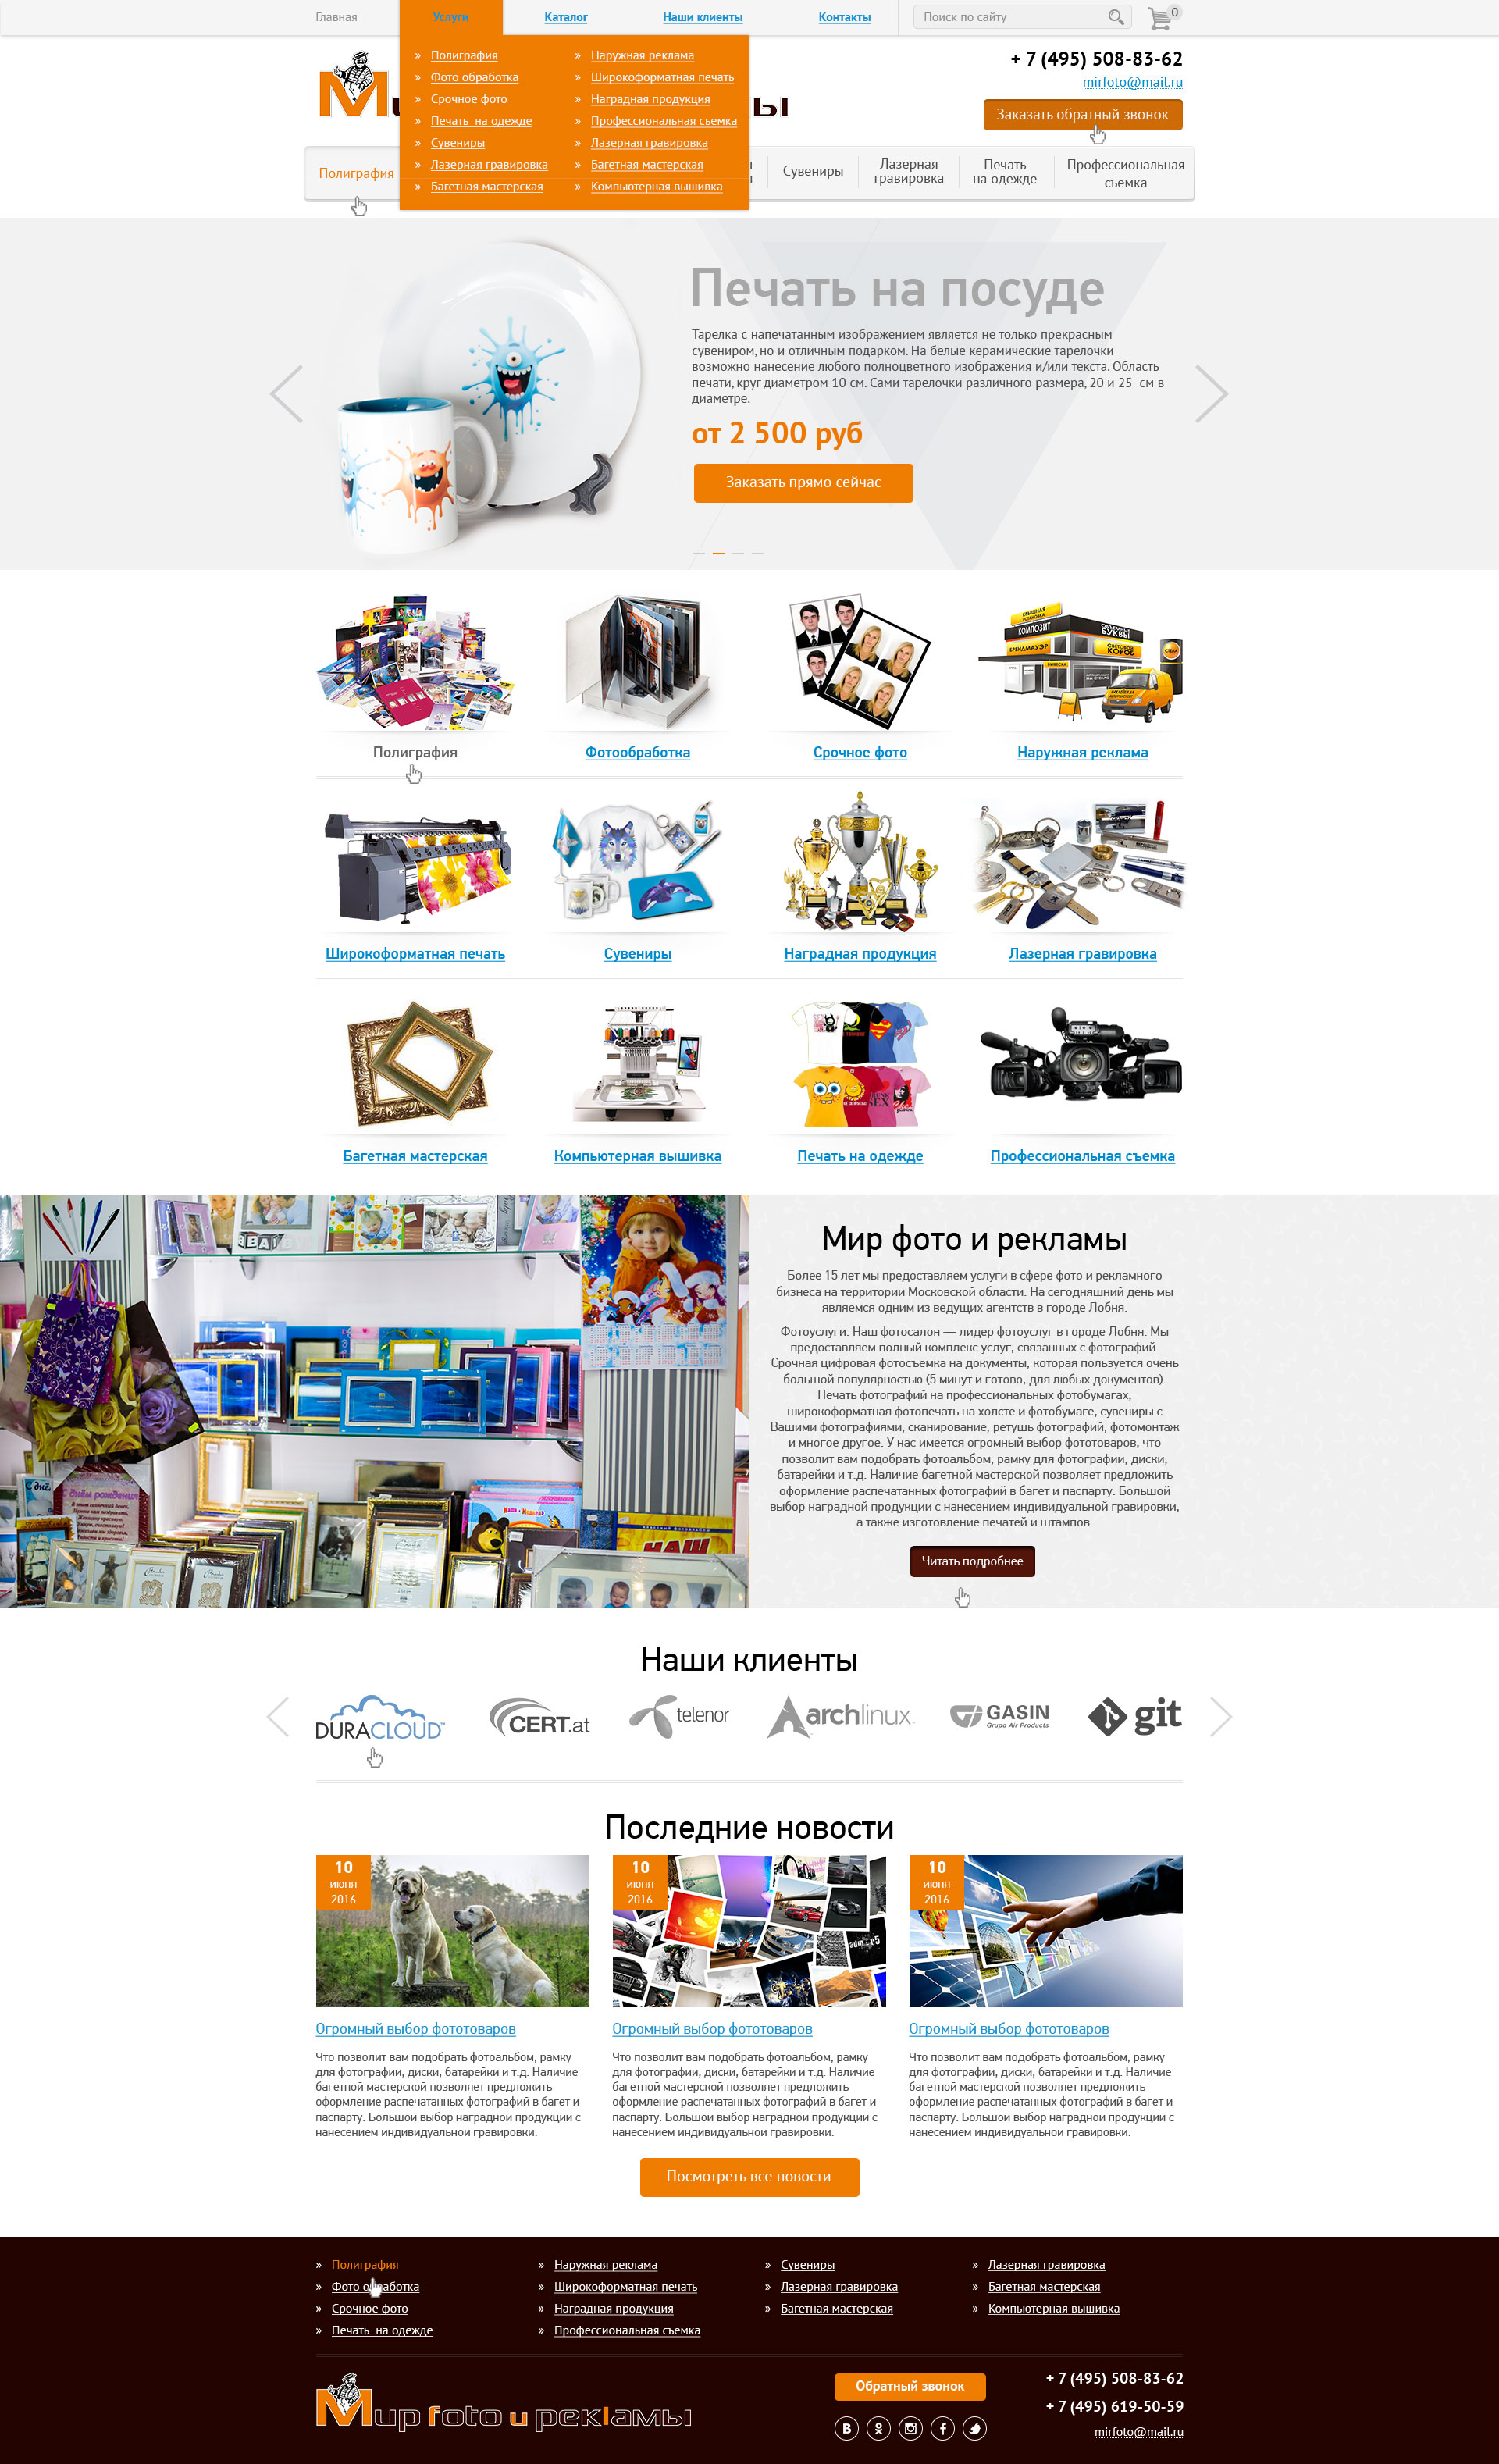 Главная
Услуги
Каталог
Наши клиенты
Контакты
Поиск по сайту
0
» Полиграфия
» Фото обработка
» Срочное фото
» Печать на одежде
» Сувениры
» Лазерная гравировка
» Багетная мастерская
» Наружная реклама
» Широкоформатная печать
» Наградная продукция
» Профессиональная съемка
» Лазерная гравировка
» Багетная мастерская
» Компьютерная вышивка
+ 7 (495) 508-83-62
mirfoto@mail.ru
Заказать обратный звонок
Полиграфия
Сувениры
Лазерная
гравировка
Печать
на одежде
Профессиональная
съемка
Печать на посуде
Тарелка с напечатанным изображением является не только прекрасным
сувениром, но и отличным подарком. На белые керамические тарелочки
возможно нанесение любого полноцветного изображения и/или текста. Область
печати, круг диаметром 10 см. Сами тарелочки различного размера, 20 и 25 см в
диаметре.
от 2 500 руб
Заказать прямо сейчас
КРЫШНАЯ
УСТАНОВКА
КОМПОЗИТ
ОБЪЕМНЫЕ
БУКВЫ
БРЕНДМАУЭР
СВЕТОВОЙ
КОРОБ
ВЫВЕСКА
СТЕЛА
Полиграфия
Фотообработка
Срочное фото
Наружная реклама
Широкоформатная печать
Сувениры
Наградная продукция
Лазерная гравировка
Багетная мастерская
Компьютерная вышивка
Печать на одежде
Профессиональная съемка
Мир фото и рекламы
Более 15 лет мы предоставляем услуги в сфере фото и рекламного
бизнеса на территории Московской области. На сегодняшний день мы
являемся одним из ведущих агентств в городе Лобня.
Фотоуслуги. Наш фотосалон — лидер фотоуслуг в городе Лобня. Мы
предоставляем полный комплекс услуг, связанных с фотографией.
Срочная цифровая фотосъемка на документы, которая пользуется очень
большой популярностью (5 минут и готово, для любых документов).
Печать фотографий на профессиональных фотобумагах,
широкоформатная фотопечать на холсте и фотобумаге, сувениры с
Вашими фотографиями, сканирование, ретушь фотографий, фотомонтаж
и многое другое. У нас имеется огромный выбор фототоваров, что
позволит вам подобрать фотоальбом, рамку для фотографии, диски,
батарейки и т.д. Наличие багетной мастерской позволяет предложить
оформление распечатанных фотографий в багет и паспарту. Большой
выбор наградной продукции с нанесением индивидуальной гравировки,
а также изготовление печатей и штампов.
Читать подробнее
Наши клиенты
DURACLOUD™
CERT.at
telenor
archlinux
GASIN
Grupo Air Products
git
Последние новости
10
июня
2016
10
июня
2016
10
июня
2016
Огромный выбор фототоваров
Что позволит вам подобрать фотоальбом, рамку
для фотографии, диски, батарейки и т.д. Наличие
багетной мастерской позволяет предложить
оформление распечатанных фотографий в багет и
паспарту. Большой выбор наградной продукции с
нанесением индивидуальной гравировки.
Огромный выбор фототоваров
Что позволит вам подобрать фотоальбом, рамку
для фотографии, диски, батарейки и т.д. Наличие
багетной мастерской позволяет предложить
оформление распечатанных фотографий в багет и
паспарту. Большой выбор наградной продукции с
нанесением индивидуальной гравировки.
Огромный выбор фототоваров
Что позволит вам подобрать фотоальбом, рамку
для фотографии, диски, батарейки и т.д. Наличие
багетной мастерской позволяет предложить
оформление распечатанных фотографий в багет и
паспарту. Большой выбор наградной продукции с
нанесением индивидуальной гравировки.
Посмотреть все новости
» Полиграфия
» Фото обработка
» Срочное фото
» Печать на одежде
» Наружная реклама
» Широкоформатная печать
» Наградная продукция
» Профессиональная съемка
» Сувениры
» Лазерная гравировка
» Багетная мастерская
» Лазерная гравировка
» Багетная мастерская
» Компьютерная вышивка
Мир foto и рекlамы
Обратный звонок
+ 7 (495) 508-83-62
+ 7 (495) 619-50-59
mirfoto@mail.ru